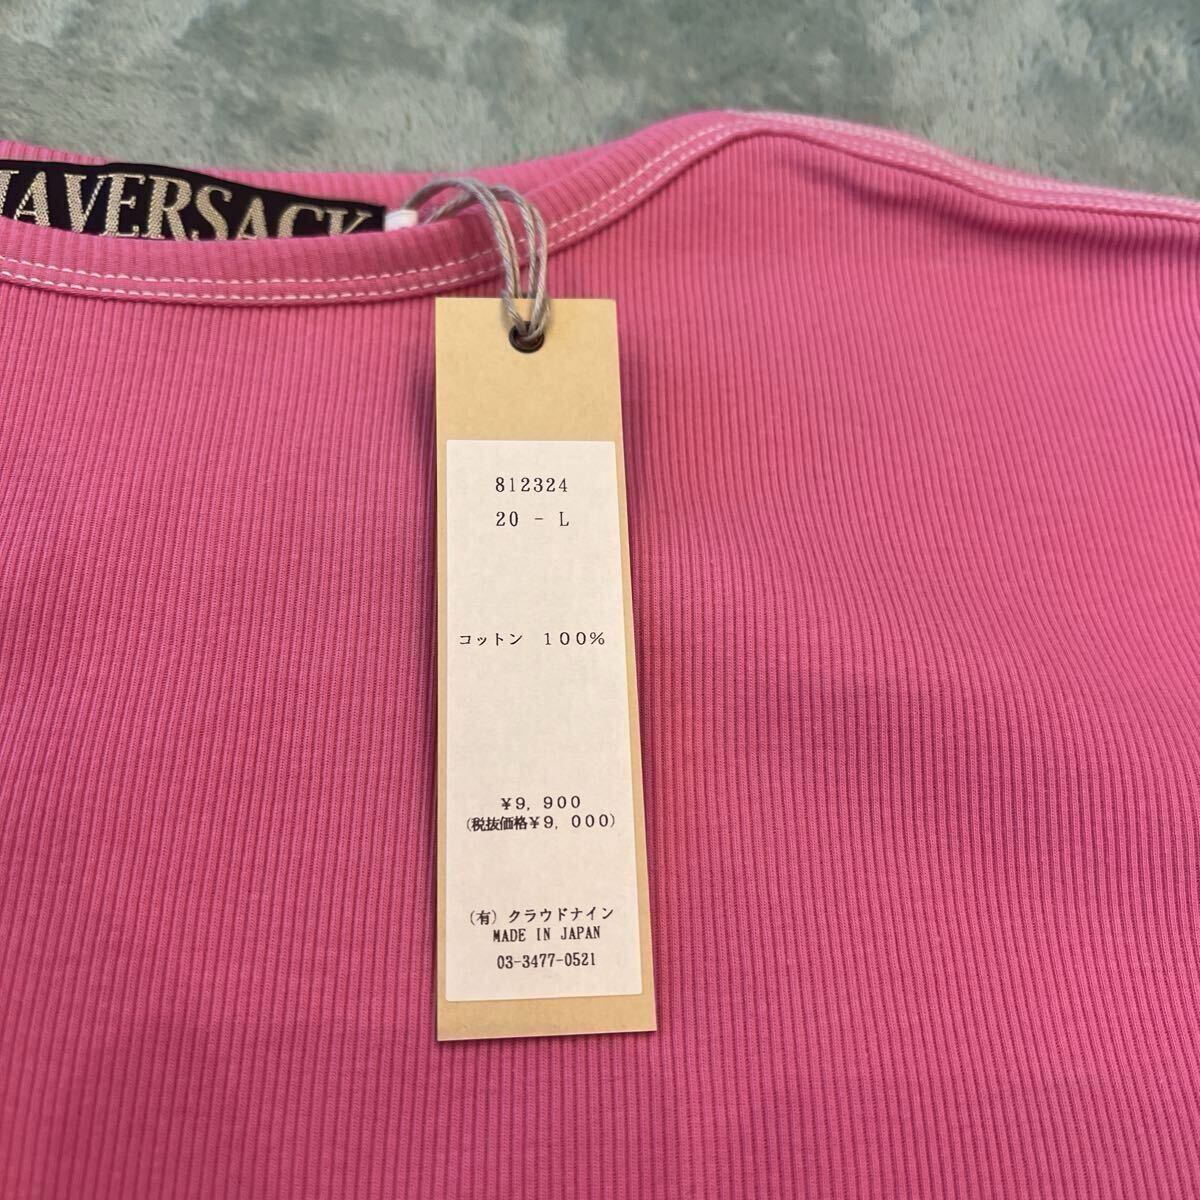 HAVERSACK
812324
20 - L
コットン 100%
¥9,900
(税抜価格¥9,000)
(有)クラウドナイン
MADE IN JAPAN
03-3477-0521